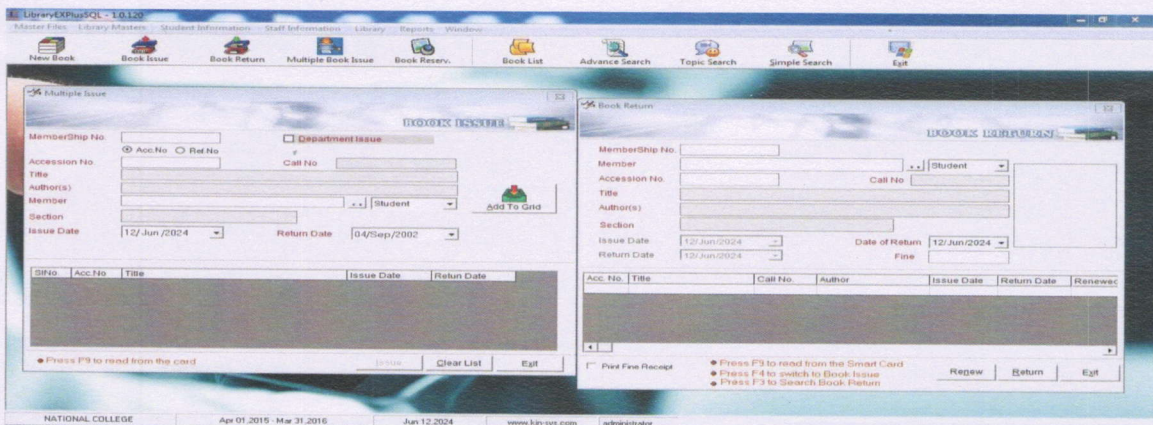 LibraryEXPlusSQL - 1.0.120
Master Files Library Masters Student Information Staff Information Library Reports Window
New Book Book Issue Book Return Multiple Book Issue Book Reserv. Book List Advance Search Topic Search Simple Search Exit
Multiple Issue
BOOK ISSUE
MemberShip No. Department Issue
Acc.No Ref.No
Accession No. Call No
Title
Author(s)
Member .. Student Add To Grid
Section
Issue Date 12/Jun/2024 Return Date 04/Sep/2002
SlNo. Acc.No Title Issue Date Retun Date
Press F9 to read from the card
Issue Clear List Exit
Book Return
BOOK RETURN
MemberShip No.
Member .. Student
Accession No. Call No
Title
Author(s)
Section
Issue Date 12/Jun/2024 Date of Return 12/Jun/2024
Return Date 12/Jun/2024 Fine
Acc. No. Title Call No. Author Issue Date Return Date Renewed
Print Fine Receipt
Press F9 to read from the Smart Card
Press F4 to switch to Book Issue
Press F3 to Search Book Return
Renew Return Exit
NATIONAL COLLEGE Apr 01,2015 - Mar 31,2016 Jun 12,2024 www.kin-sys.com administrator